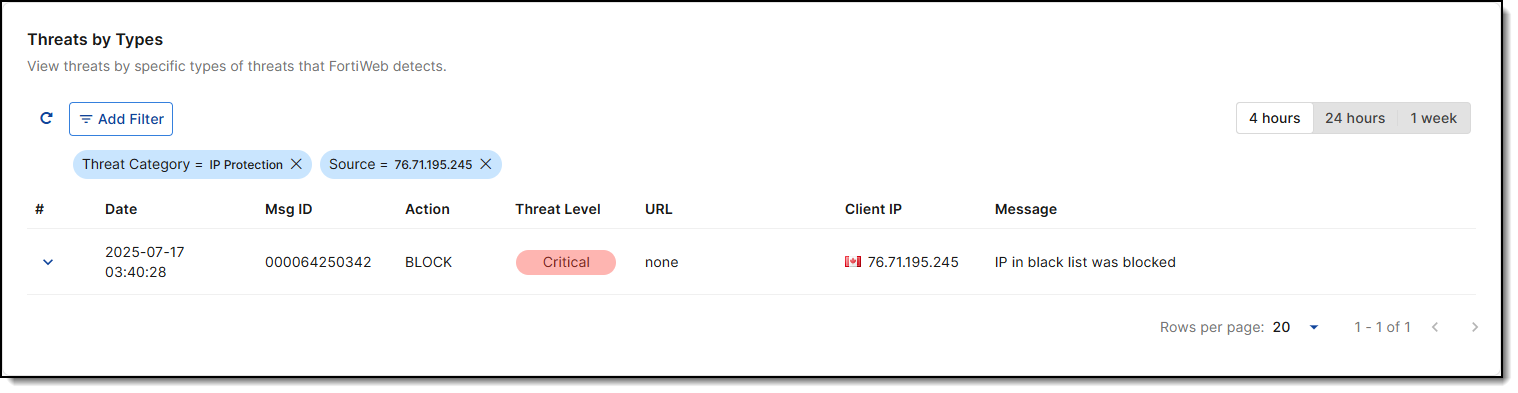 Threats by Types
View threats by specific types of threats that FortiWeb detects.
Add Filter
4 hours 24 hours 1 week
Threat Category = IP Protection Source = 76.71.195.245
# Date Msg ID Action Threat Level URL Client IP Message
2025-07-17
03:40:28
000064250342 BLOCK Critical none 76.71.195.245 IP in black list was blocked
Rows per page: 20 1 - 1 of 1